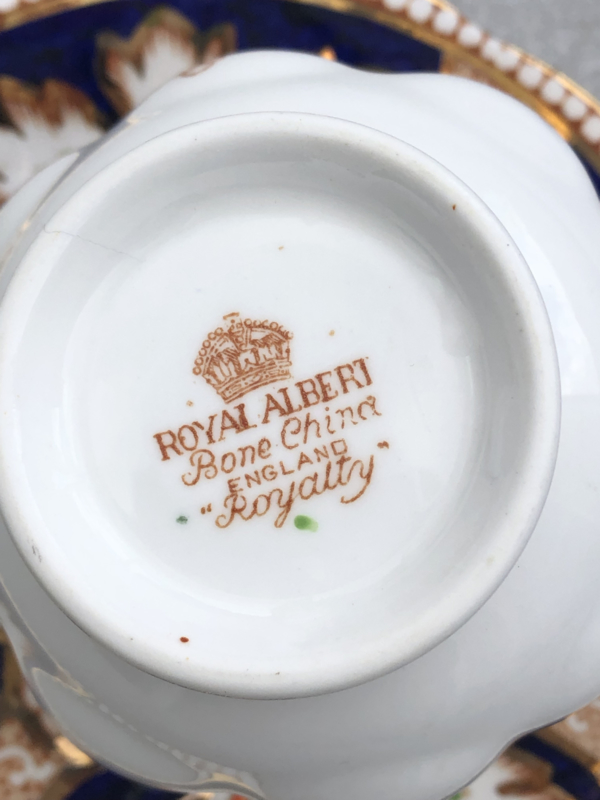 ROYAL ALBERT
Bone China
ENGLAND
"Royalty"